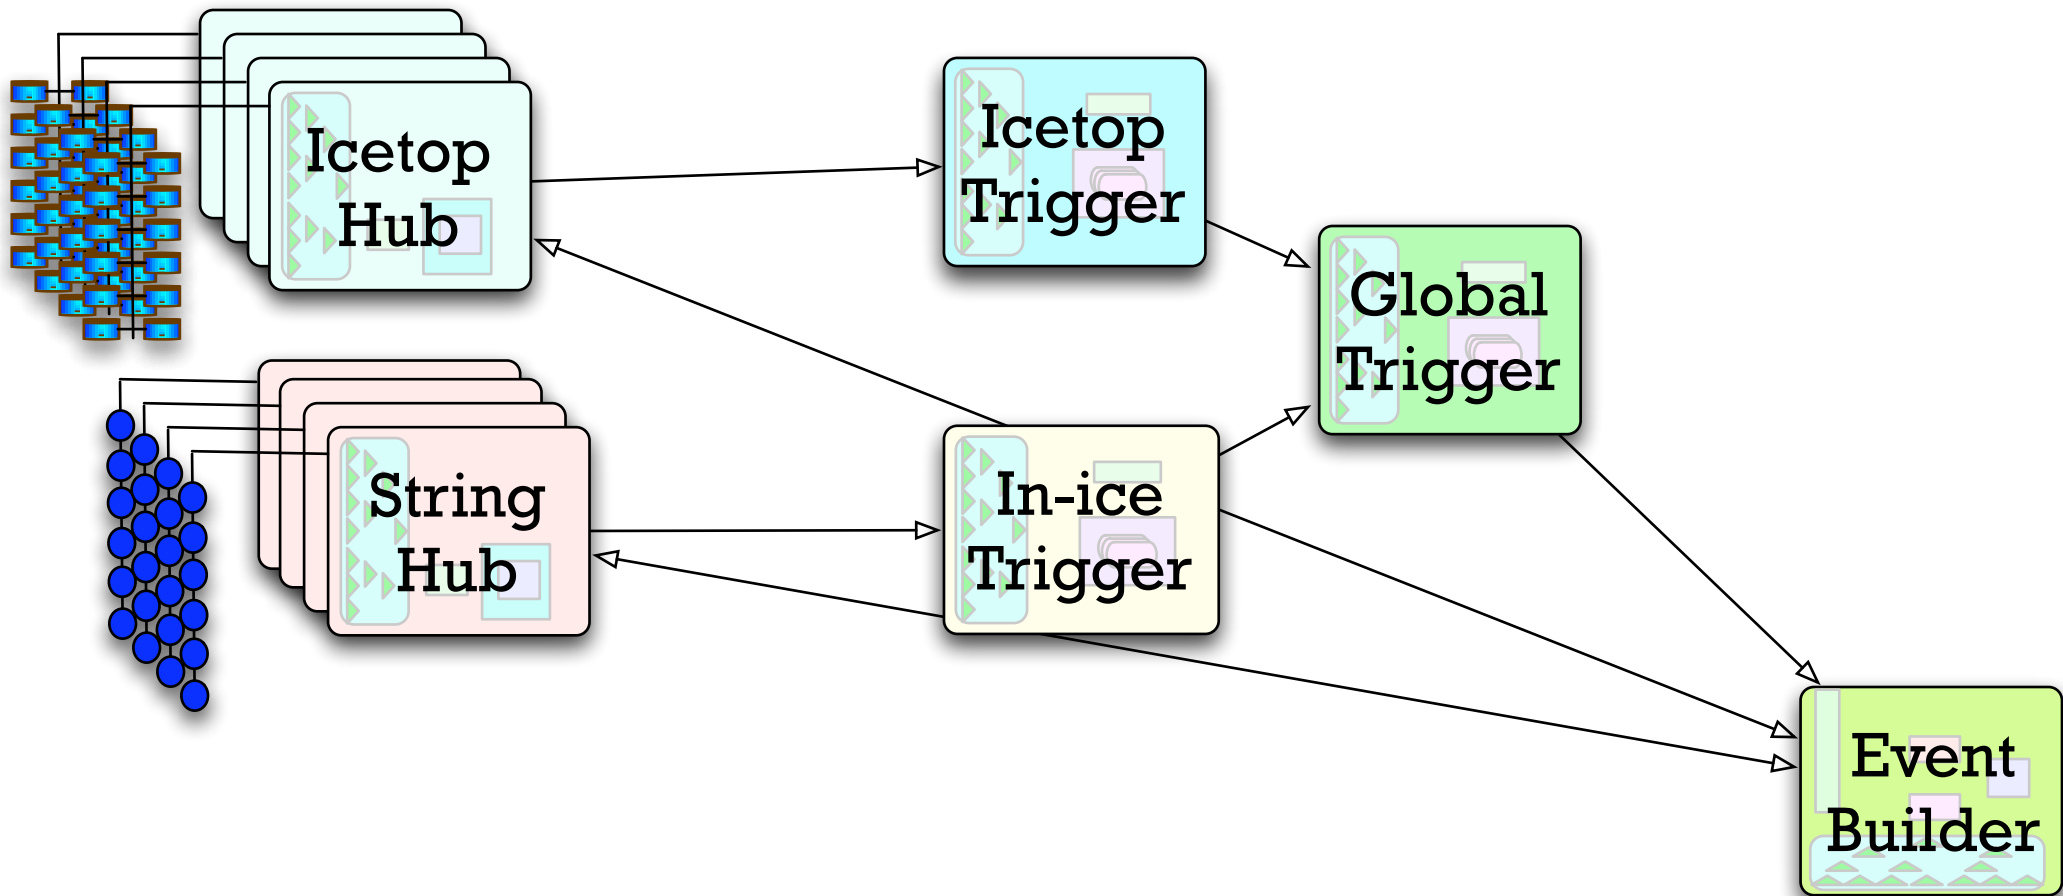 Icetop
Hub
Icetop
Trigger
Global
Trigger
String
Hub
In-ice
Trigger
Event
Builder